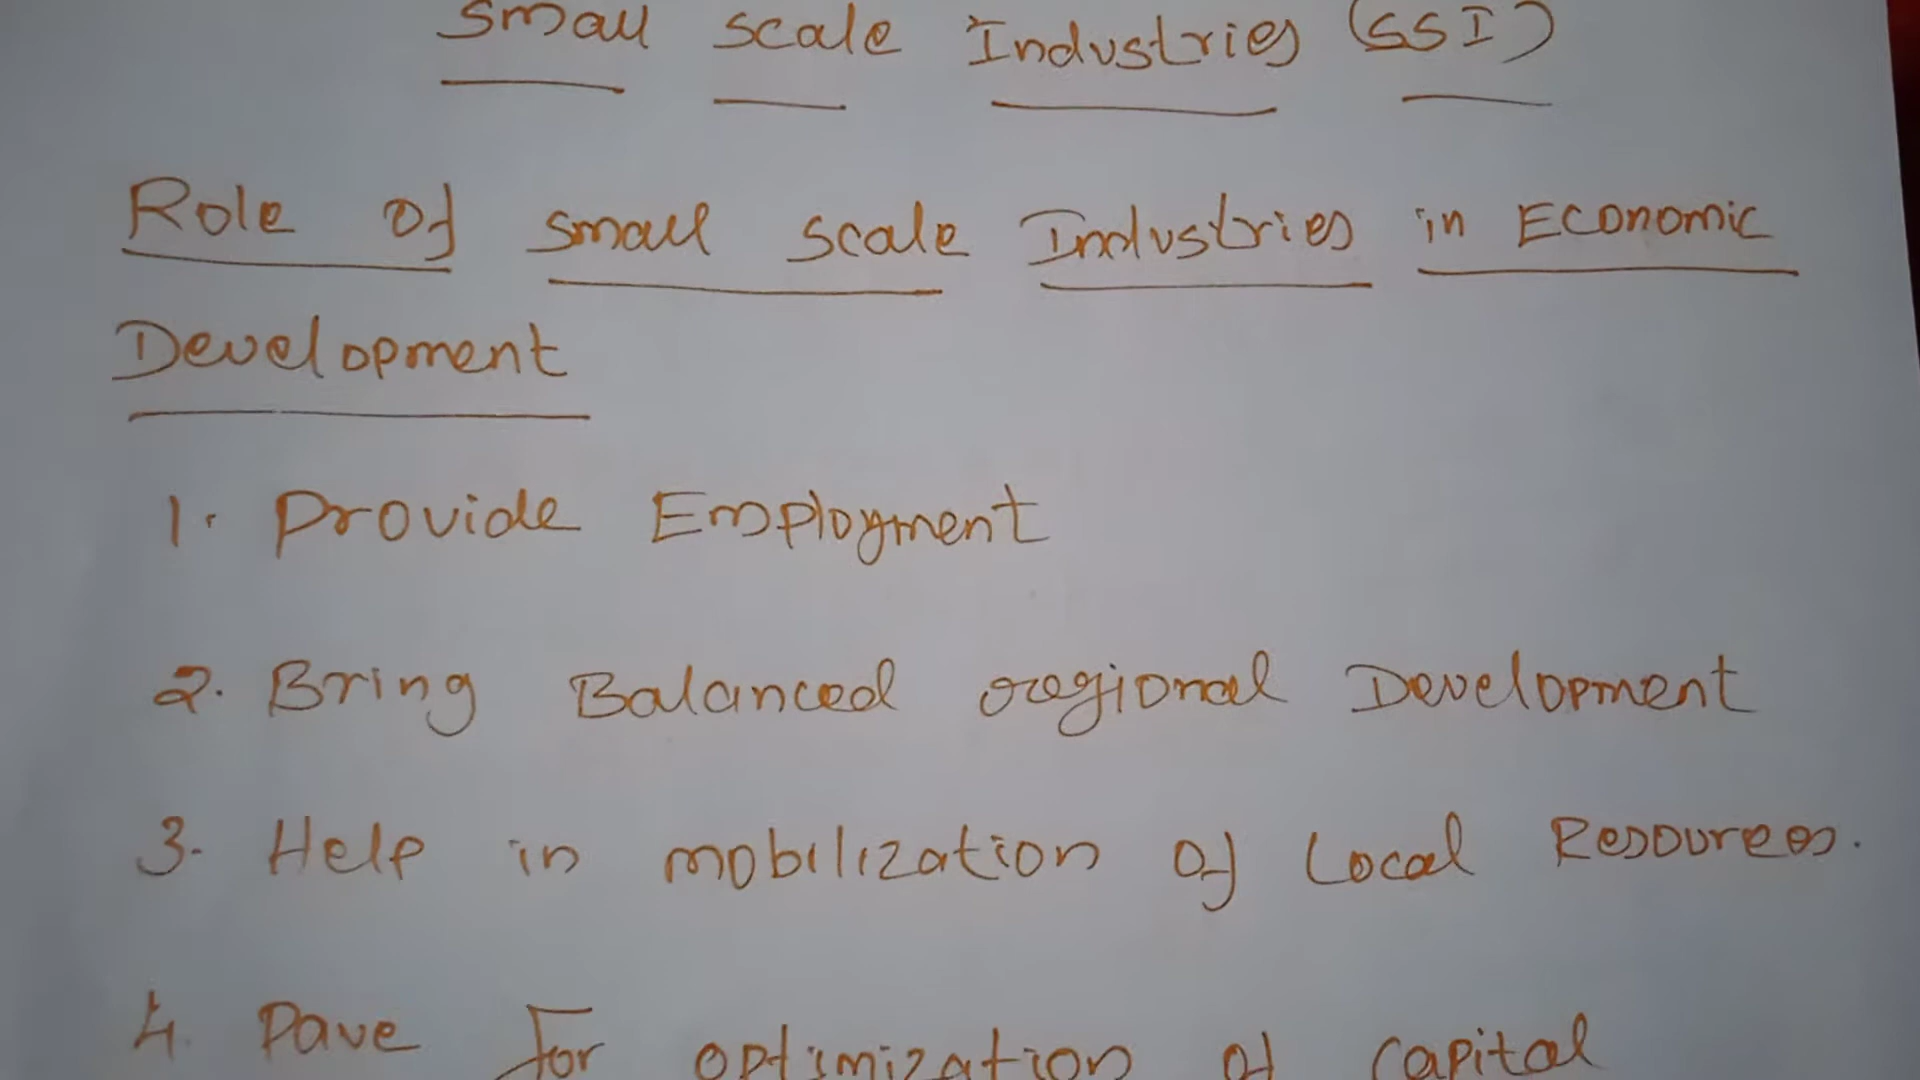 Small Scale Industries (SSI)
Role Of Small Scale Industries in Economic
Development
1. Provide Employment
2. Bring Balanced regional Development
3. Help in mobilization of Local Resources.
4. Pave For optimization of capital